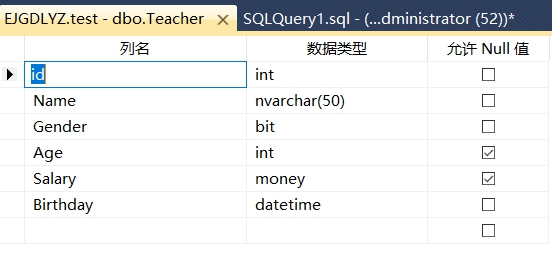 EJGDLYZ.test - dbo.Teacher SQLQuery1.sql - (...dministrator (52))*
列名 数据类型 允许 Null 值
id int
Name nvarchar(50)
Gender bit
Age int
Salary money
Birthday datetime